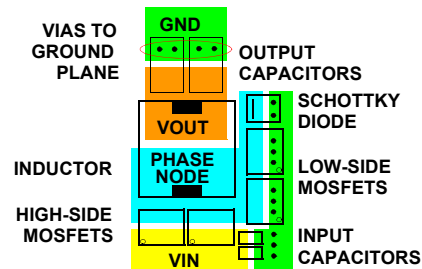 GND
VIAS TO
GROUND
PLANE
OUTPUT
CAPACITORS
SCHOTTKY
DIODE
VOUT
INDUCTOR
PHASE
NODE
LOW-SIDE
MOSFETS
HIGH-SIDE
MOSFETS
INPUT
CAPACITORS
VIN